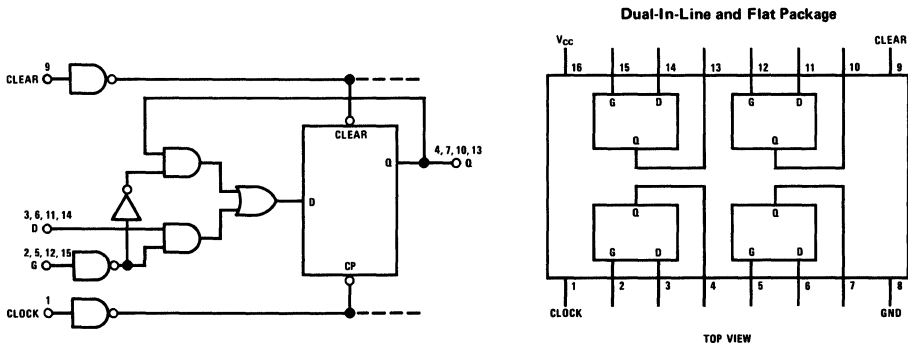 Dual-In-Line and Flat Package
9
CLEAR
CLEAR
4, 7, 10, 13
Q
Q
D
3, 6, 11, 14
D
2, 5, 12, 15
G
CP
1
CLOCK
VCC
CLEAR
16 15 14 13 12 11 10 9
G D G D
Q Q
Q Q
G D G D
1 2 3 4 5 6 7 8
CLOCK
GND
TOP VIEW